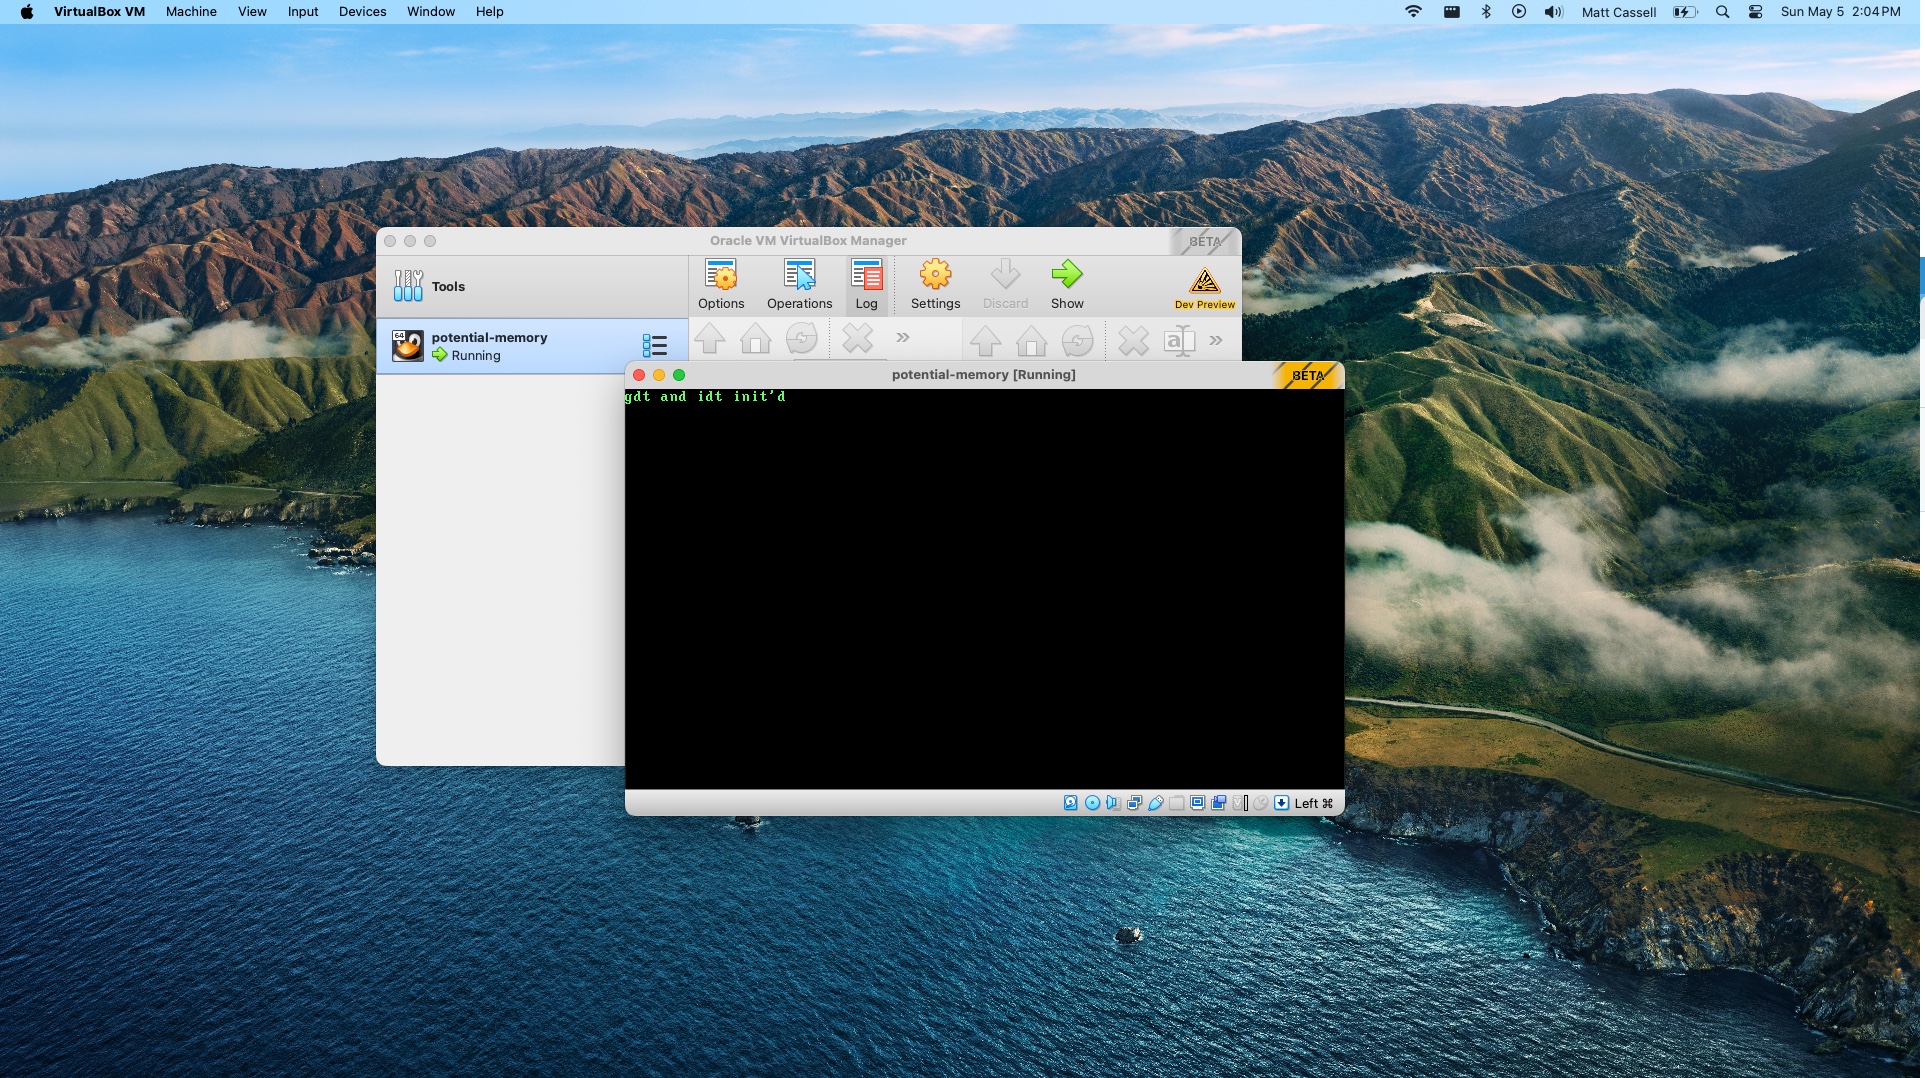 VirtualBox VM Machine View Input Devices Window Help Matt Cassell Sun May 5 2:04 PM
Oracle VM VirtualBox Manager BETA
Tools Options Operations Log Settings Discard Show Dev Preview
64 potential-memory
Running
potential-memory [Running] BETA
gdt and idt init'd
Left ⌘